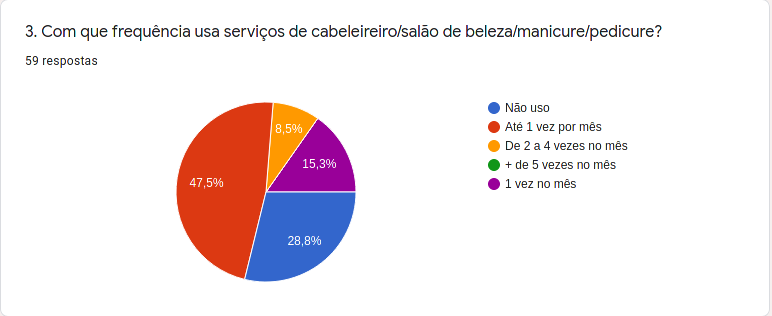 3. Com que frequência usa serviços de cabeleireiro/salão de beleza/manicure/pedicure?
59 respostas
Não uso
Até 1 vez por mês
De 2 a 4 vezes no mês
+ de 5 vezes no mês
1 vez no mês
8,5%
15,3%
47,5%
28,8%